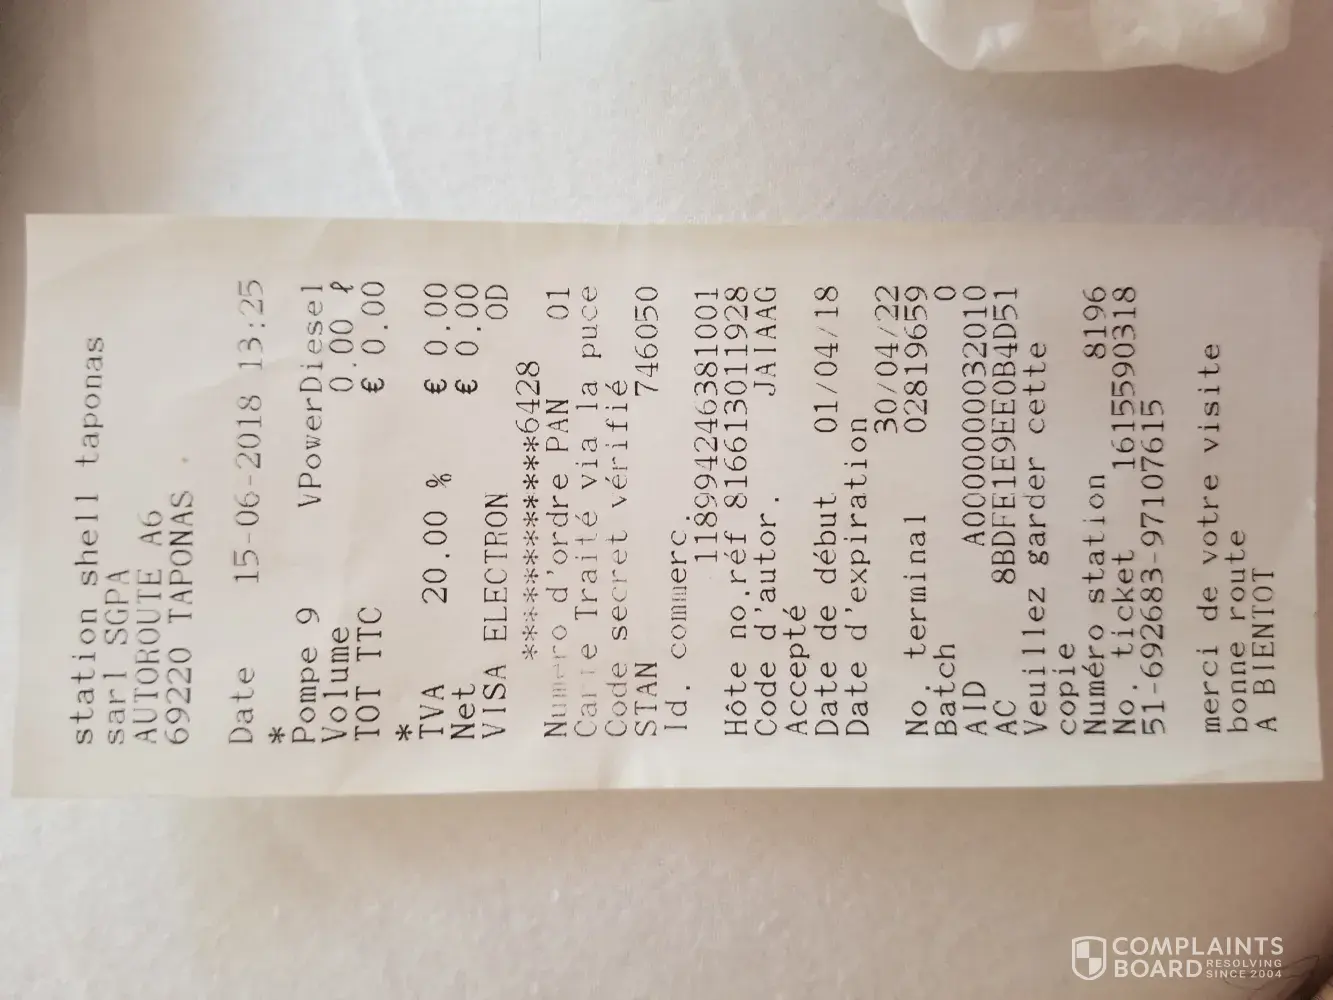 station shell taponas
sarl SGPA
AUTOROUTE A6
69220 TAPONAS .
Date 15-06-2018 13:25
*
Pompe 9 VPowerDiesel
Volume 0.00 ℓ
TOT TTC € 0.00
*
TVA 20.00 % € 0.00
Net € 0.00
VISA ELECTRON 0D
************6428
Numero d'ordre PAN 01
Carte Traité via la puce
Code secret vérifié
STAN 746050
Id. commerc.
118994246381001
Hôte no.réf 816613011928
Code d'autor. JAIAAG
Accepté
Date de début 01/04/18
Date d'expiration
30/04/22
No. terminal 02819659
Batch 0
AID A0000000032010
AC 8BDFE1E9EE0B4D51
Veuillez garder cette
copie
Numéro station 8196
No. ticket 1615590318
51-692683-97107615
merci de votre visite
bonne route
A BIENTOT
COMPLAINTS
BOARD RESOLVING
SINCE 2004